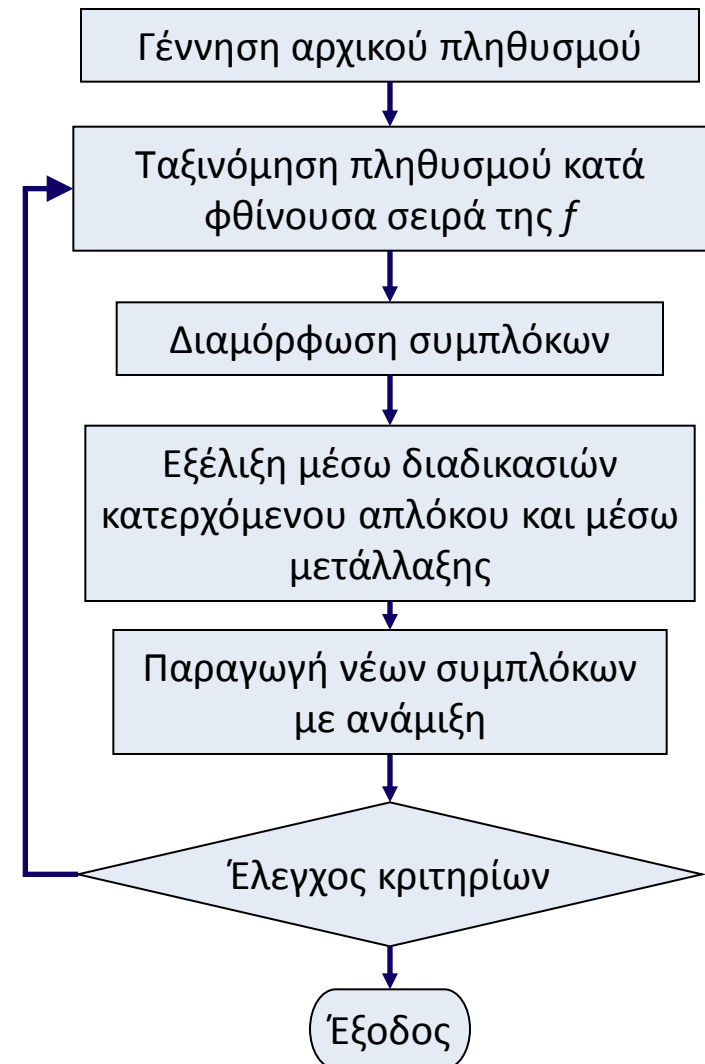 Γέννηση αρχικού πληθυσμού
Ταξινόμηση πληθυσμού κατά
φθίνουσα σειρά της f
Διαμόρφωση συμπλόκων
Εξέλιξη μέσω διαδικασιών
κατερχόμενου απλόκου και μέσω
μετάλλαξης
Παραγωγή νέων συμπλόκων
με ανάμιξη
Έλεγχος κριτηρίων
Έξοδος